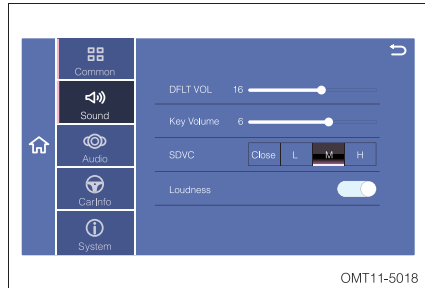 Common
Sound
Audio
CarInfo
System
DFLT VOL 16
Key Volume 6
SDVC Close L M H
Loudness
OMT11-5018